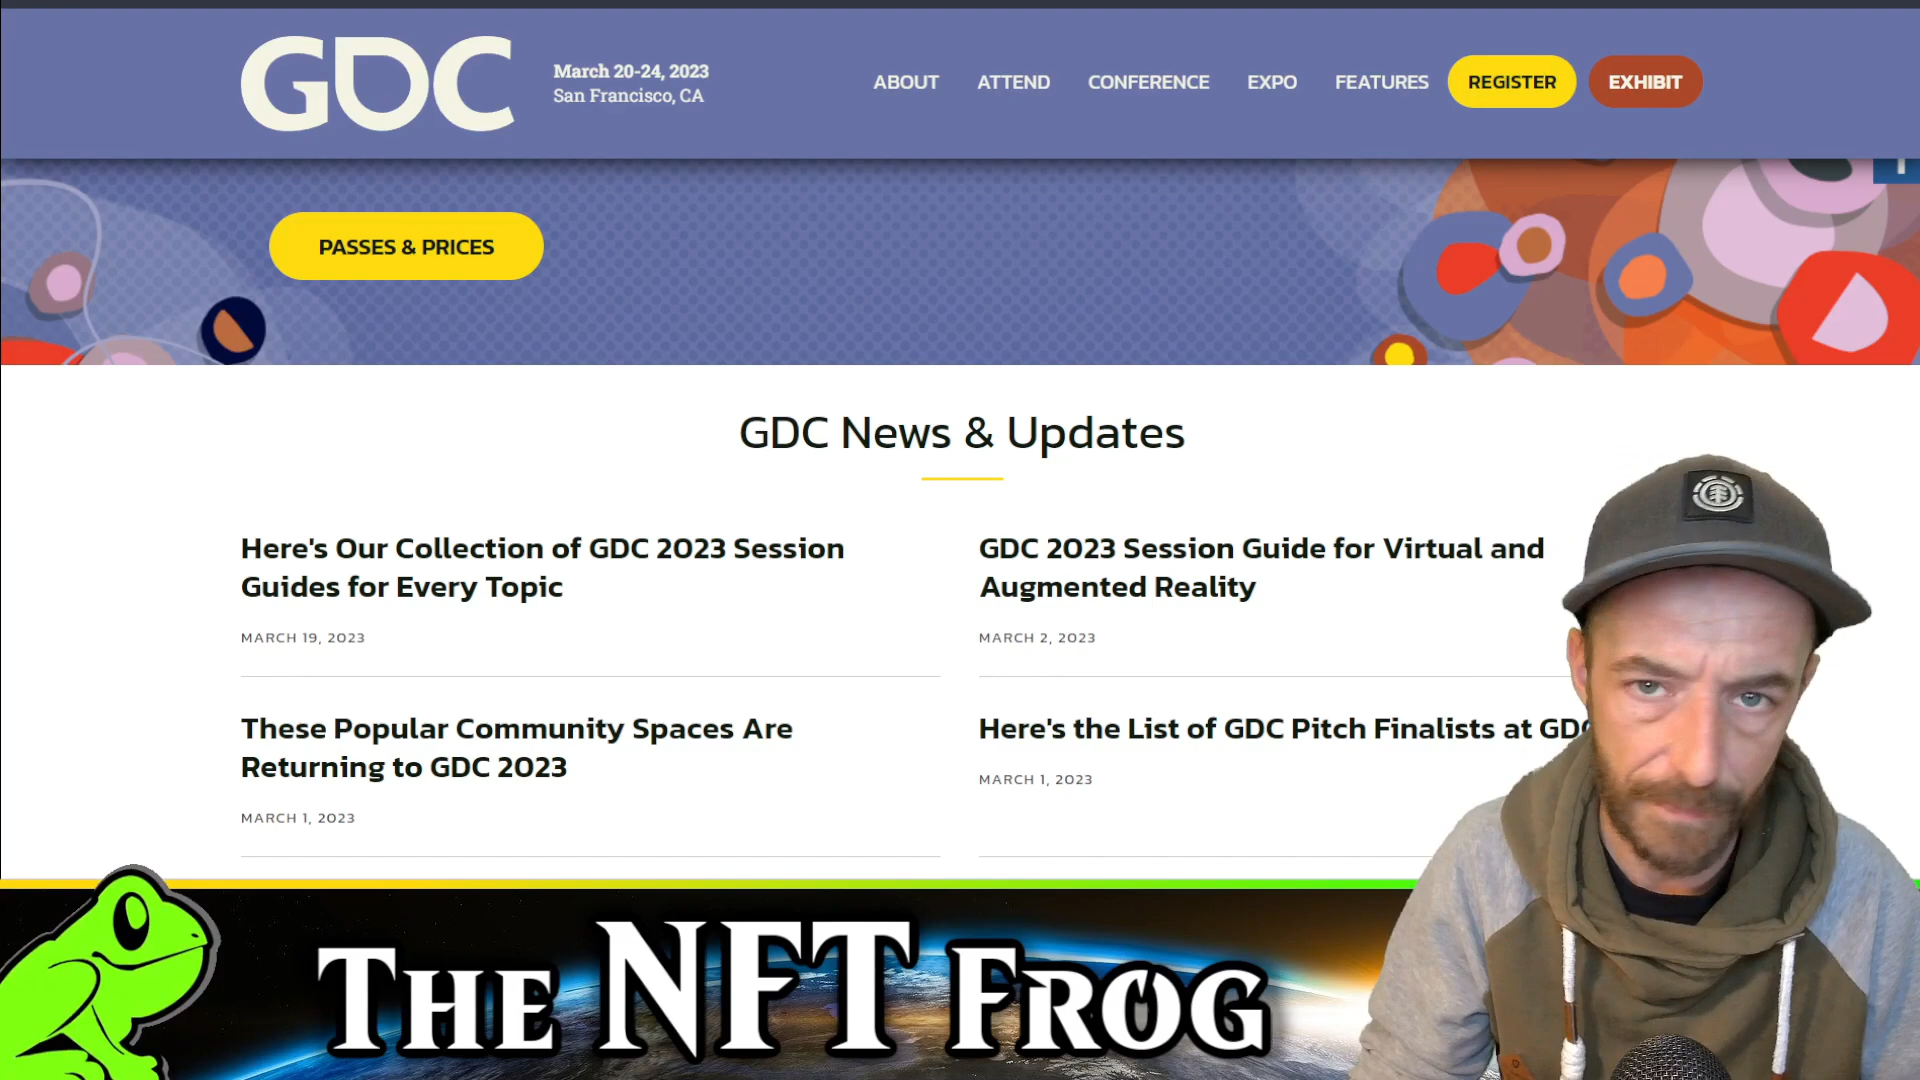 GDC
March 20-24, 2023
San Francisco, CA
ABOUT
ATTEND
CONFERENCE
EXPO
FEATURES
REGISTER
EXHIBIT
PASSES & PRICES
GDC News & Updates
Here's Our Collection of GDC 2023 Session
Guides for Every Topic
MARCH 19, 2023
GDC 2023 Session Guide for Virtual and
Augmented Reality
MARCH 2, 2023
These Popular Community Spaces Are
Returning to GDC 2023
MARCH 1, 2023
Here's the List of GDC Pitch Finalists at GDC
MARCH 1, 2023
THE NFT FROG